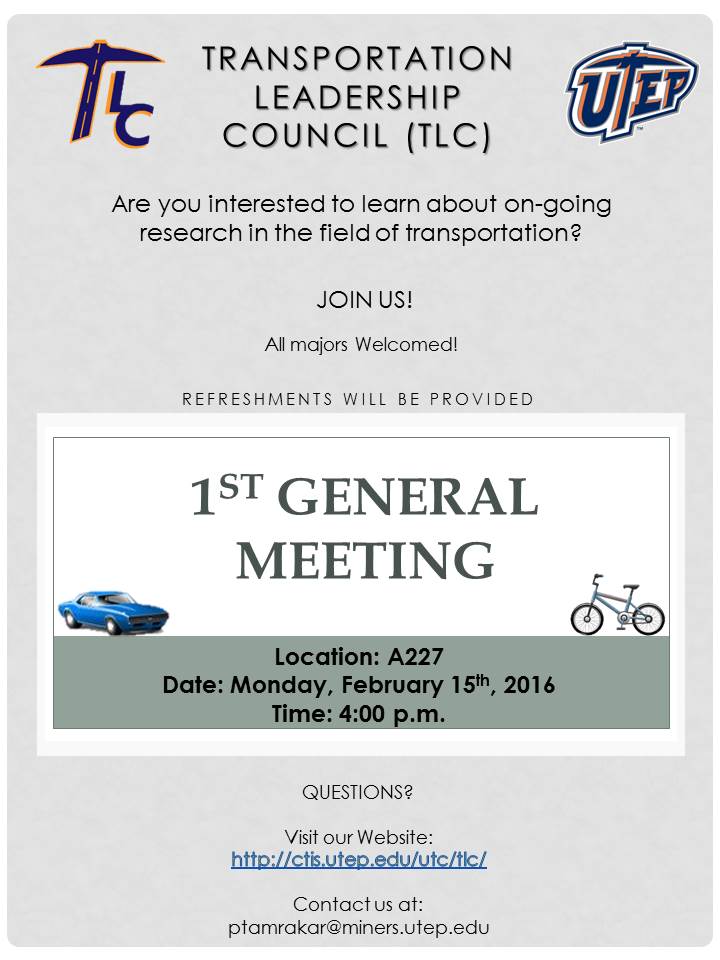 TLC
TRANSPORTATION
LEADERSHIP
COUNCIL (TLC)
UTEP
TM
Are you interested to learn about on-going
research in the field of transportation?
JOIN US!
All majors Welcomed!
REFRESHMENTS WILL BE PROVIDED
1ST GENERAL
MEETING
Location: A227
Date: Monday, February 15th, 2016
Time: 4:00 p.m.
QUESTIONS?
Visit our Website:
http://ctis.utep.edu/utc/tlc/
Contact us at:
ptamrakar@miners.utep.edu